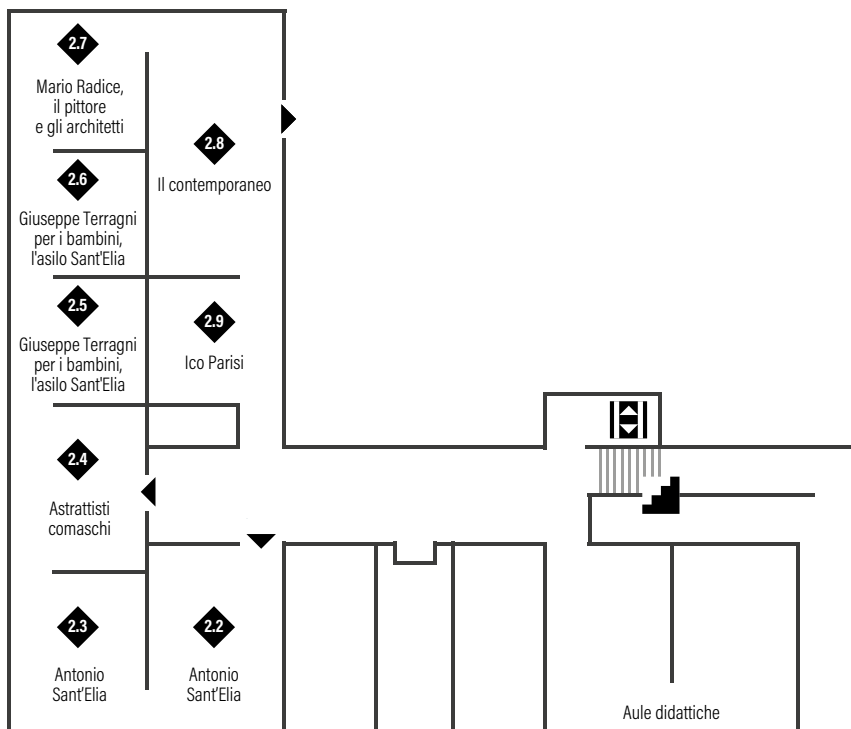 2.7
Mario Radice,
il pittore
e gli architetti
2.8
Il contemporaneo
2.6
Giuseppe Terragni
per i bambini,
l'asilo Sant'Elia
2.5
Giuseppe Terragni
per i bambini,
l'asilo Sant'Elia
2.9
Ico Parisi
2.4
Astrattisti
comaschi
2.3
Antonio
Sant'Elia
2.2
Antonio
Sant'Elia
Aule didattiche